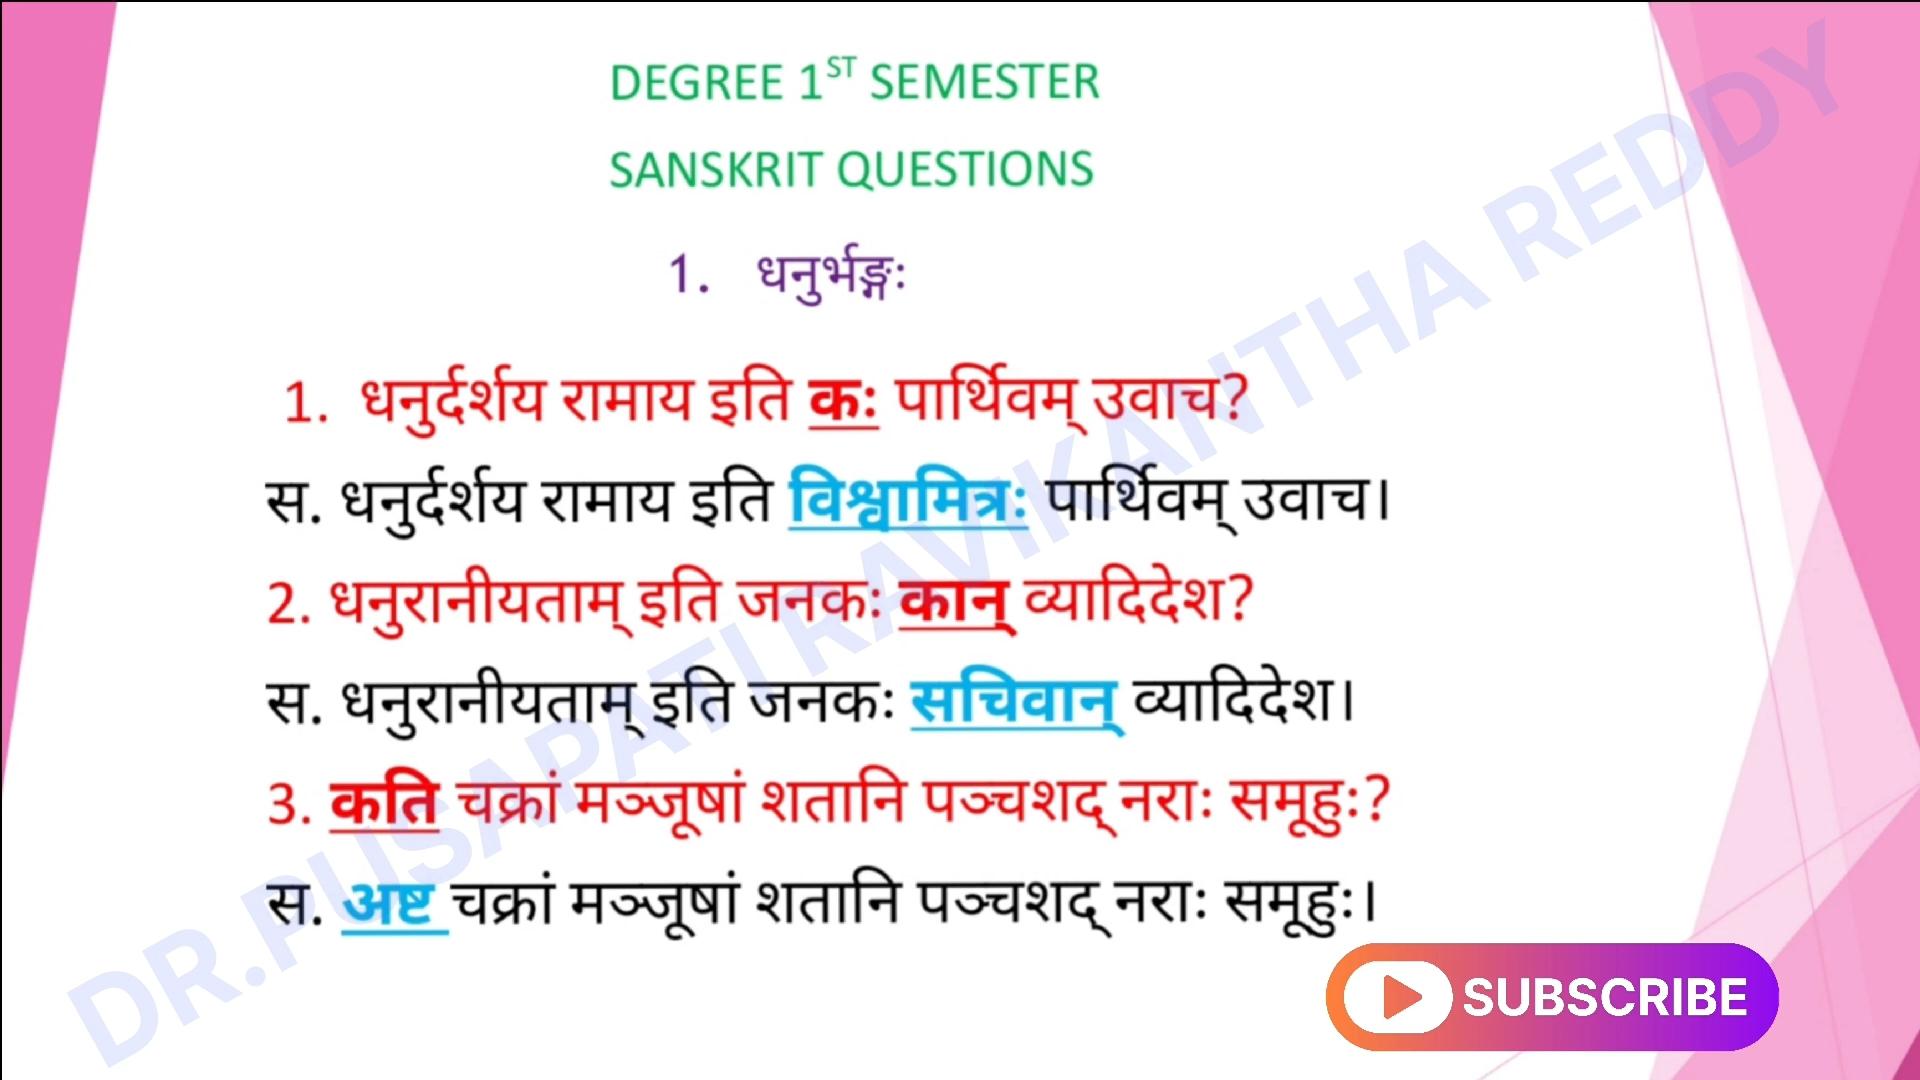 DEGREE 1ST SEMESTER
SANSKRIT QUESTIONS
1. धनुर्भङ्गः
1. धनुर्दर्शय रामाय इति कः पार्थिवम् उवाच?
स. धनुर्दर्शय रामाय इति विश्वामित्रः पार्थिवम् उवाच।
2. धनुरानीयताम् इति जनकः कान् व्यादिदेश?
स. धनुरानीयताम् इति जनकः सचिवान् व्यादिदेश।
3. कति चक्रां मञ्जूषां शतानि पञ्चशद् नराः समूहुः?
स. अष्ट चक्रां मञ्जूषां शतानि पञ्चशद् नराः समूहुः।
DR.PUSAPATI RAVIKANTHA REDDY
SUBSCRIBE